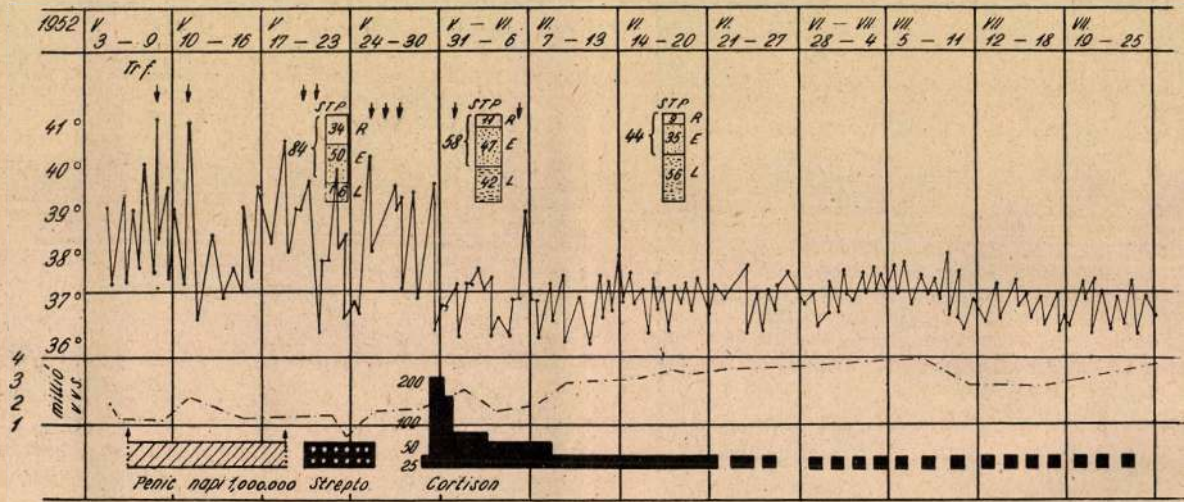 1952 V 3 – 9 V 10 – 16 V 17 – 23 V 24 – 30 V. – VI. 31 – 6 VI. 7 – 13 VI. 14 – 20 VI. 21 – 27 VI – VII 28 – 4 VII. 5 – 11 VII 12 – 18 VII. 19 – 25
Tr f.
STP STP STP
84 { 34 R
50 E
16 L
58 { 11 R
47 E
42 L
44 { 9 R
35 E
56 L
41°
40°
39°
38°
37°
36°
4
3
2
1
millió
v v s.
200
100
50
25
Penic napi 1,000.000 Strepto. Cortison